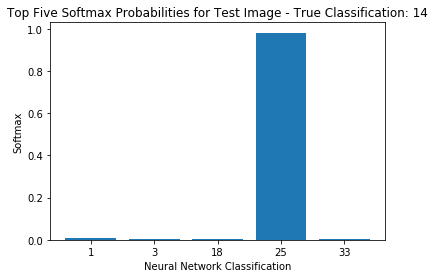 Top Five Softmax Probabilities for Test Image - True Classification: 14
1.0
0.8
0.6
0.4
0.2
0.0
Softmax
1 3 18 25 33
Neural Network Classification